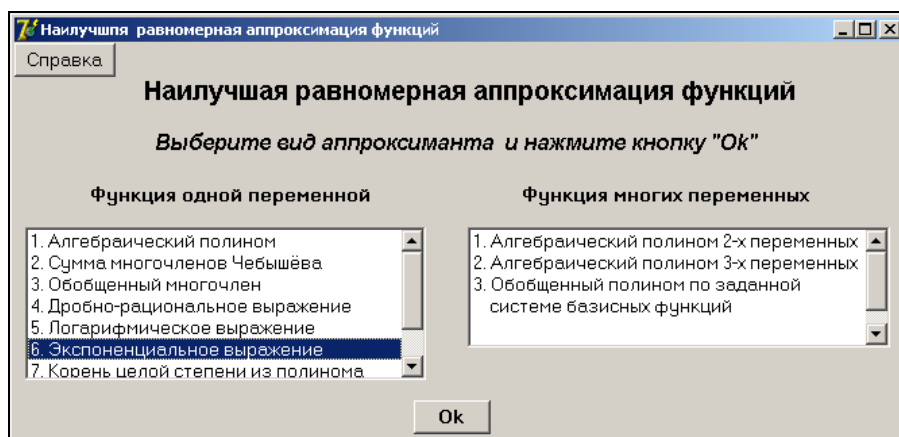 Наилучшпя равномерная аппроксимация функций
Справка
Наилучшая равномерная аппроксимация функций
Выберите вид аппроксиманта и нажмите кнопку "Ok"
Функция одной переменной
1. Алгебраический полином
2. Сумма многочленов Чебышёва
3. Обобщенный многочлен
4. Дробно-рациональное выражение
5. Логарифмическое выражение
6. Экспоненциальное выражение
7. Корень целой степени из полинома
Функция многих переменных
1. Алгебраический полином 2-х переменных
2. Алгебраический полином 3-х переменных
3. Обобщенный полином по заданной
системе базисных функций
Ok